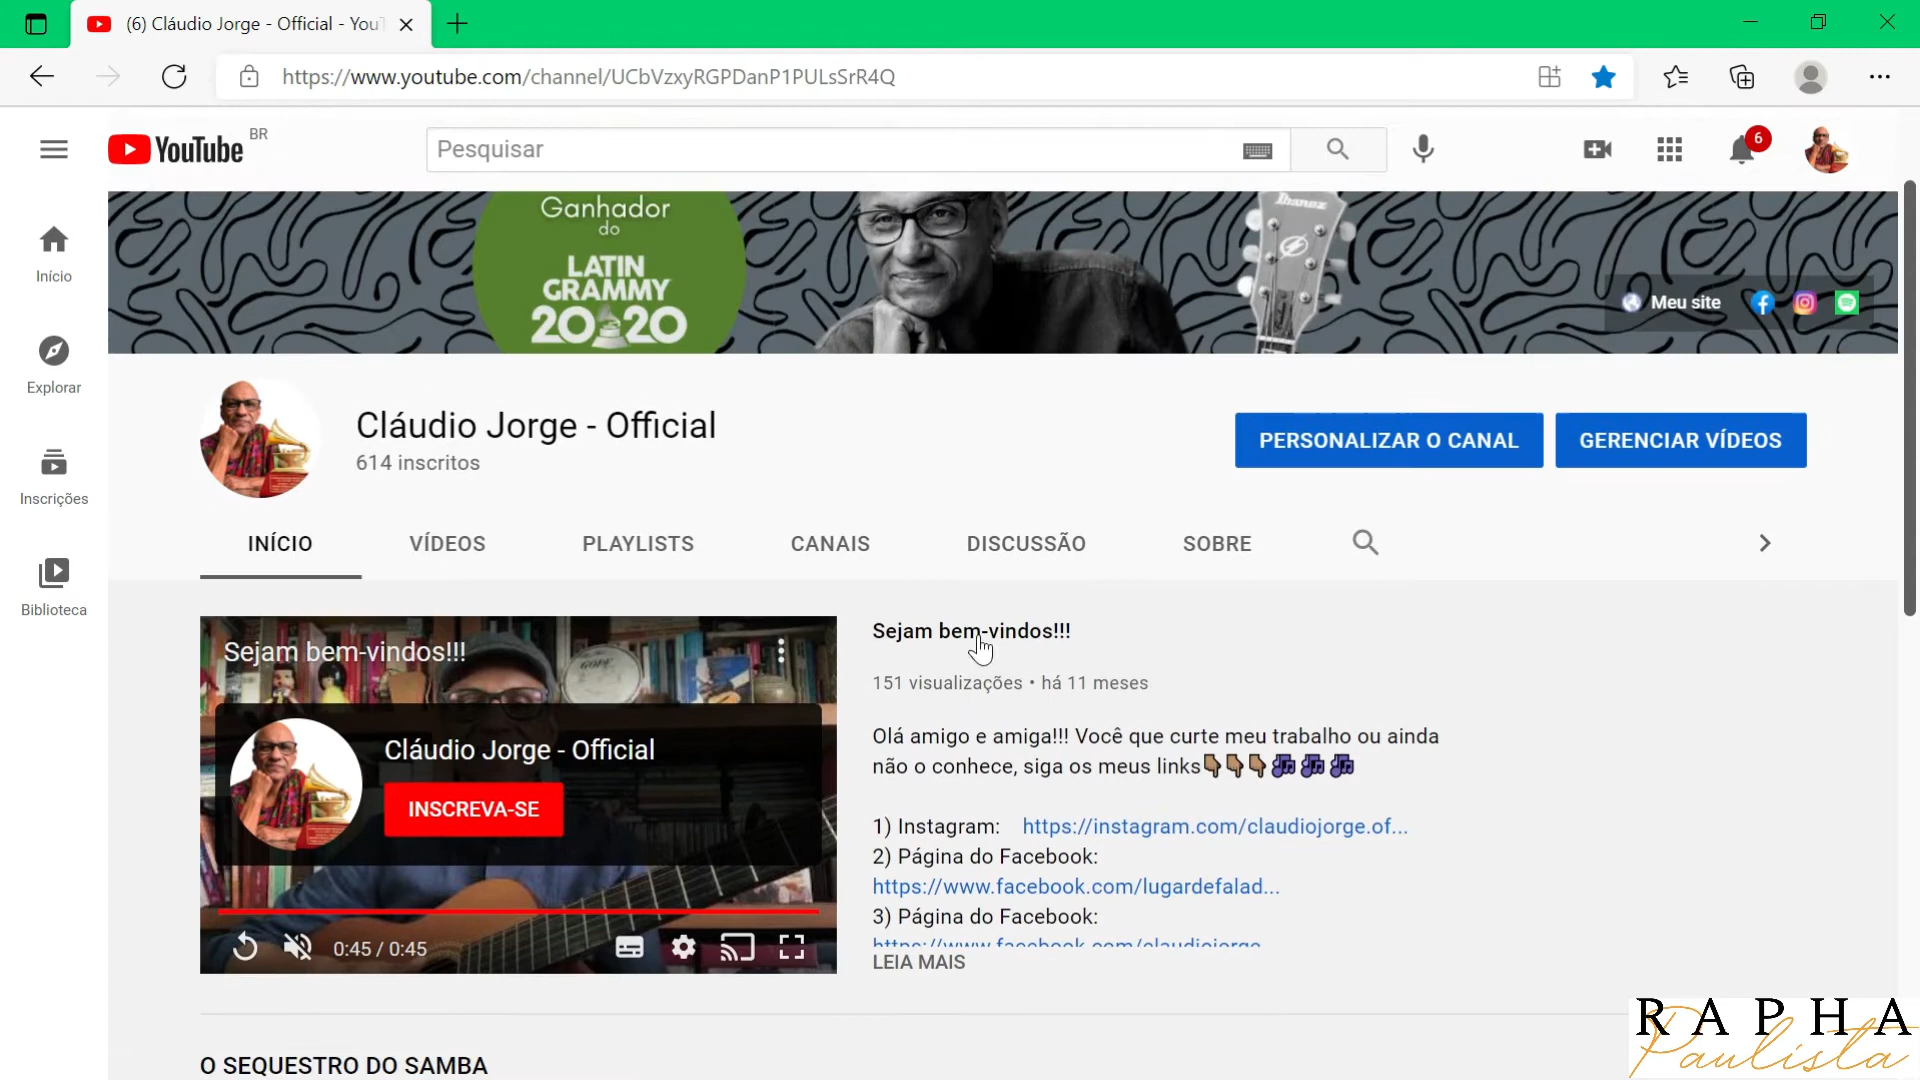 (6) Cláudio Jorge - Official - You
https://www.youtube.com/channel/UCbVzxyRGPDanP1PULsSrR4Q
YouTube BR
Pesquisar
6
Início
Explorar
Inscrições
Biblioteca
Ganhador
do
LATIN
GRAMMY
2020
Ibanez
Meu site
Cláudio Jorge - Official
614 inscritos
PERSONALIZAR O CANAL
GERENCIAR VÍDEOS
INÍCIO
VÍDEOS
PLAYLISTS
CANAIS
DISCUSSÃO
SOBRE
Sejam bem-vindos!!!
GOPE
Cláudio Jorge - Official
INSCREVA-SE
0:45 / 0:45
Sejam bem-vindos!!!
151 visualizações • há 11 meses
Olá amigo e amiga!!! Você que curte meu trabalho ou ainda
não o conhece, siga os meus links👇🏽👇🏽👇🏽🎶🎶🎶
1) Instagram: https://instagram.com/claudiojorge.of...
2) Página do Facebook:
https://www.facebook.com/lugardefalad...
3) Página do Facebook:
https://www.facebook.com/claudiojorge
LEIA MAIS
O SEQUESTRO DO SAMBA
RAPHA
Paulista